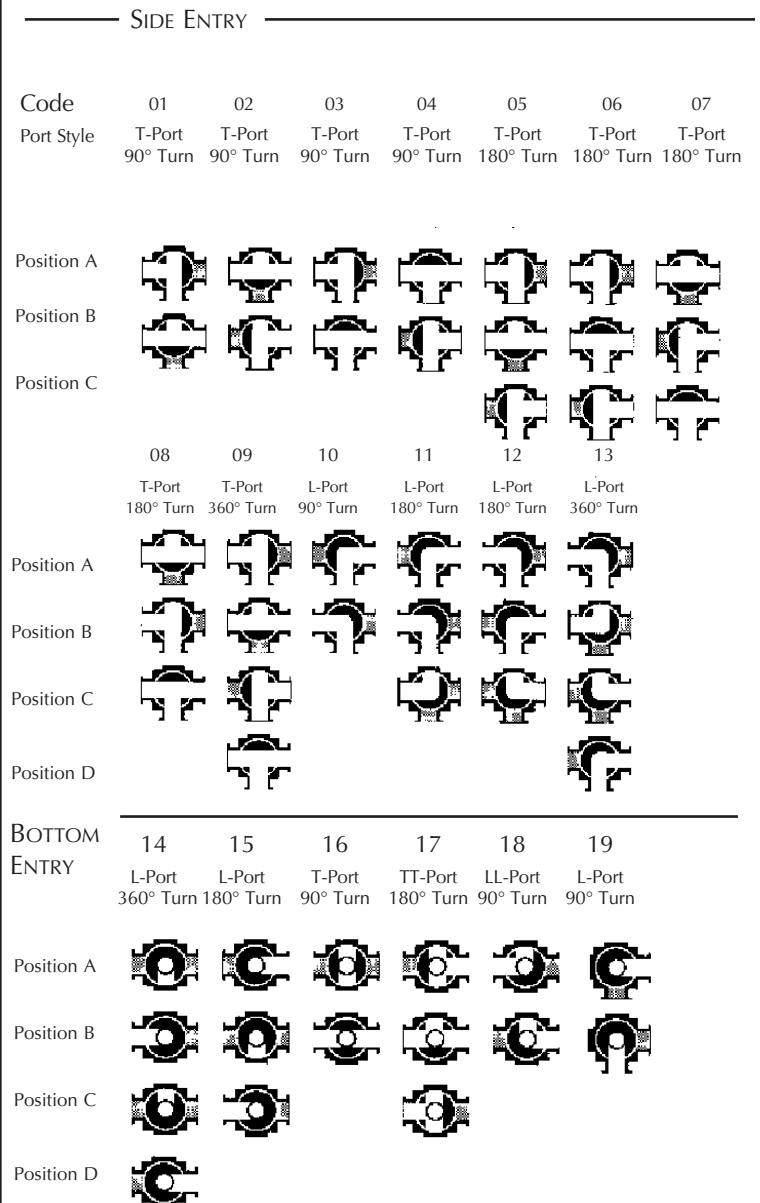 SIDE ENTRY
Code 01 02 03 04 05 06 07
Port Style T-Port T-Port T-Port T-Port T-Port T-Port T-Port
90° Turn 90° Turn 90° Turn 90° Turn 180° Turn 180° Turn 180° Turn
Position A
Position B
Position C
08 09 10 11 12 13
T-Port T-Port L-Port L-Port L-Port L-Port
180° Turn 360° Turn 90° Turn 180° Turn 180° Turn 360° Turn
Position A
Position B
Position C
Position D
BOTTOM ENTRY
14 15 16 17 18 19
L-Port L-Port T-Port TT-Port LL-Port L-Port
360° Turn 180° Turn 90° Turn 180° Turn 90° Turn 90° Turn
Position A
Position B
Position C
Position D